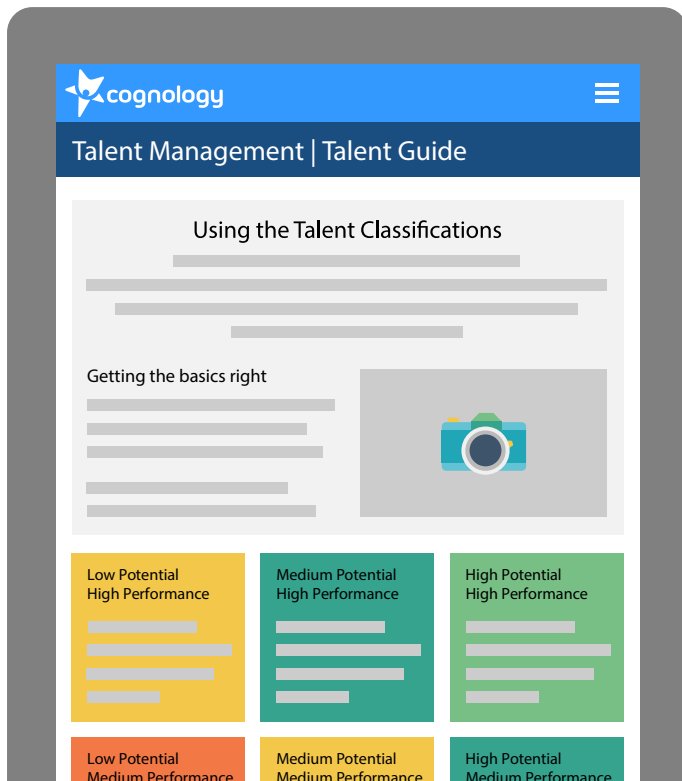 cognology
Talent Management | Talent Guide
Using the Talent Classifications
Getting the basics right
Low Potential
High Performance
Medium Potential
High Performance
High Potential
High Performance
Low Potential
Medium Performance
Medium Potential
Medium Performance
High Potential
Medium Performance